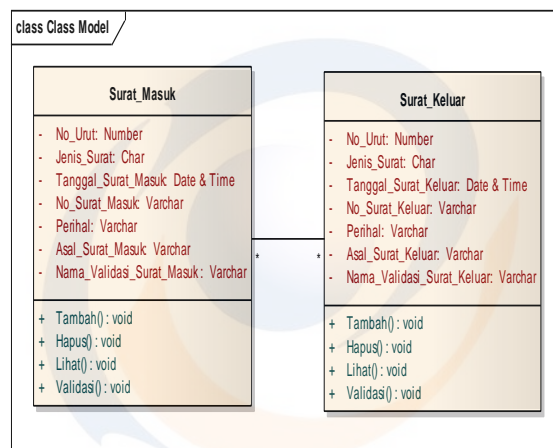 class Class Model
Surat_Masuk
- No_Urut: Number
- Jenis_Surat: Char
- Tanggal_Surat_Masuk: Date & Time
- No_Surat_Masuk: Varchar
- Perihal: Varchar
- Asal_Surat_Masuk: Varchar
- Nama_Validasi_Surat_Masuk: Varchar
+ Tambah() : void
+ Hapus() : void
+ Lihat() : void
+ Validasi() : void
* *
Surat_Keluar
- No_Urut: Number
- Jenis_Surat: Char
- Tanggal_Surat_Keluar: Date & Time
- No_Surat_Keluar: Varchar
- Perihal: Varchar
- Asal_Surat_Keluar: Varchar
- Nama_Validasi_Surat_Keluar: Varchar
+ Tambah() : void
+ Hapus() : void
+ Lihat() : void
+ Validasi() : void